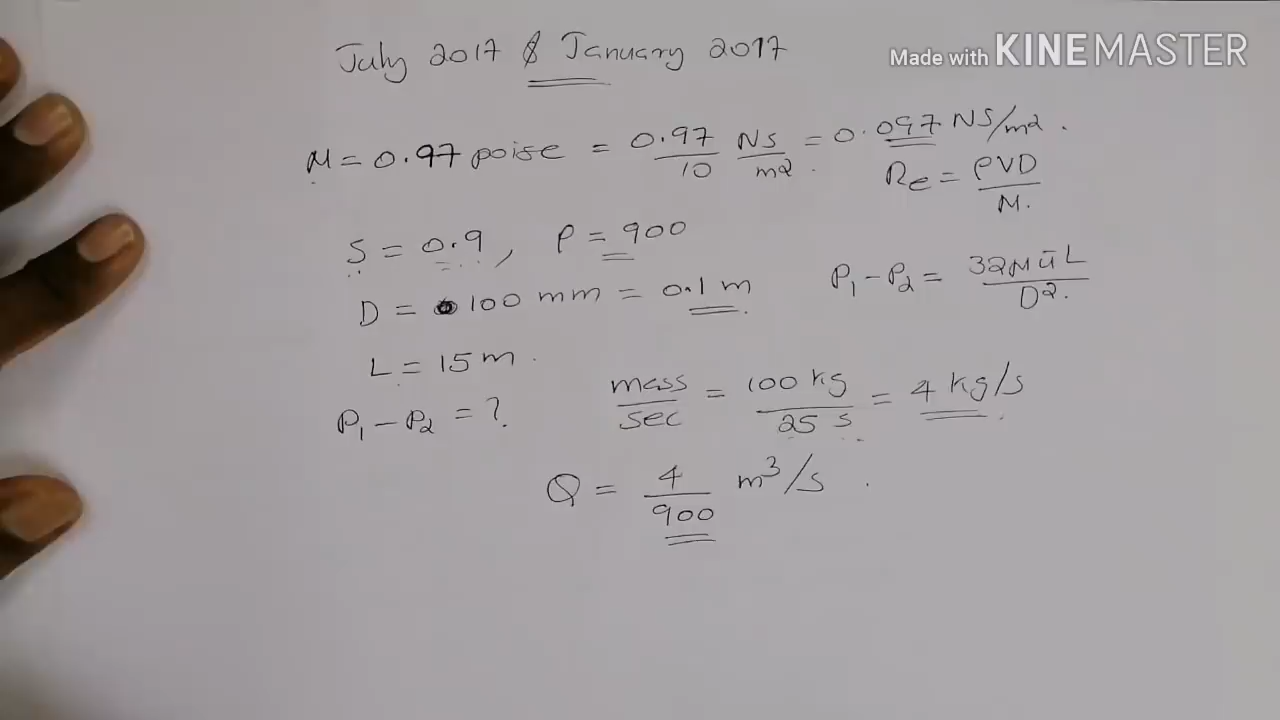 July 2017 & January 2017
Made with KINEMASTER
μ = 0.97 poise = 0.97/10 NS/m2 = 0.097 NS/m2.
Re = ρVD/μ.
S = 0.9, ρ = 900
D = 100 mm = 0.1 m
P1 - P2 = 32μūL/D2.
L = 15 m.
mass/sec = 100 kg/25 s = 4 kg/s
P1 - P2 = ?
Q = 4/900 m3/s.